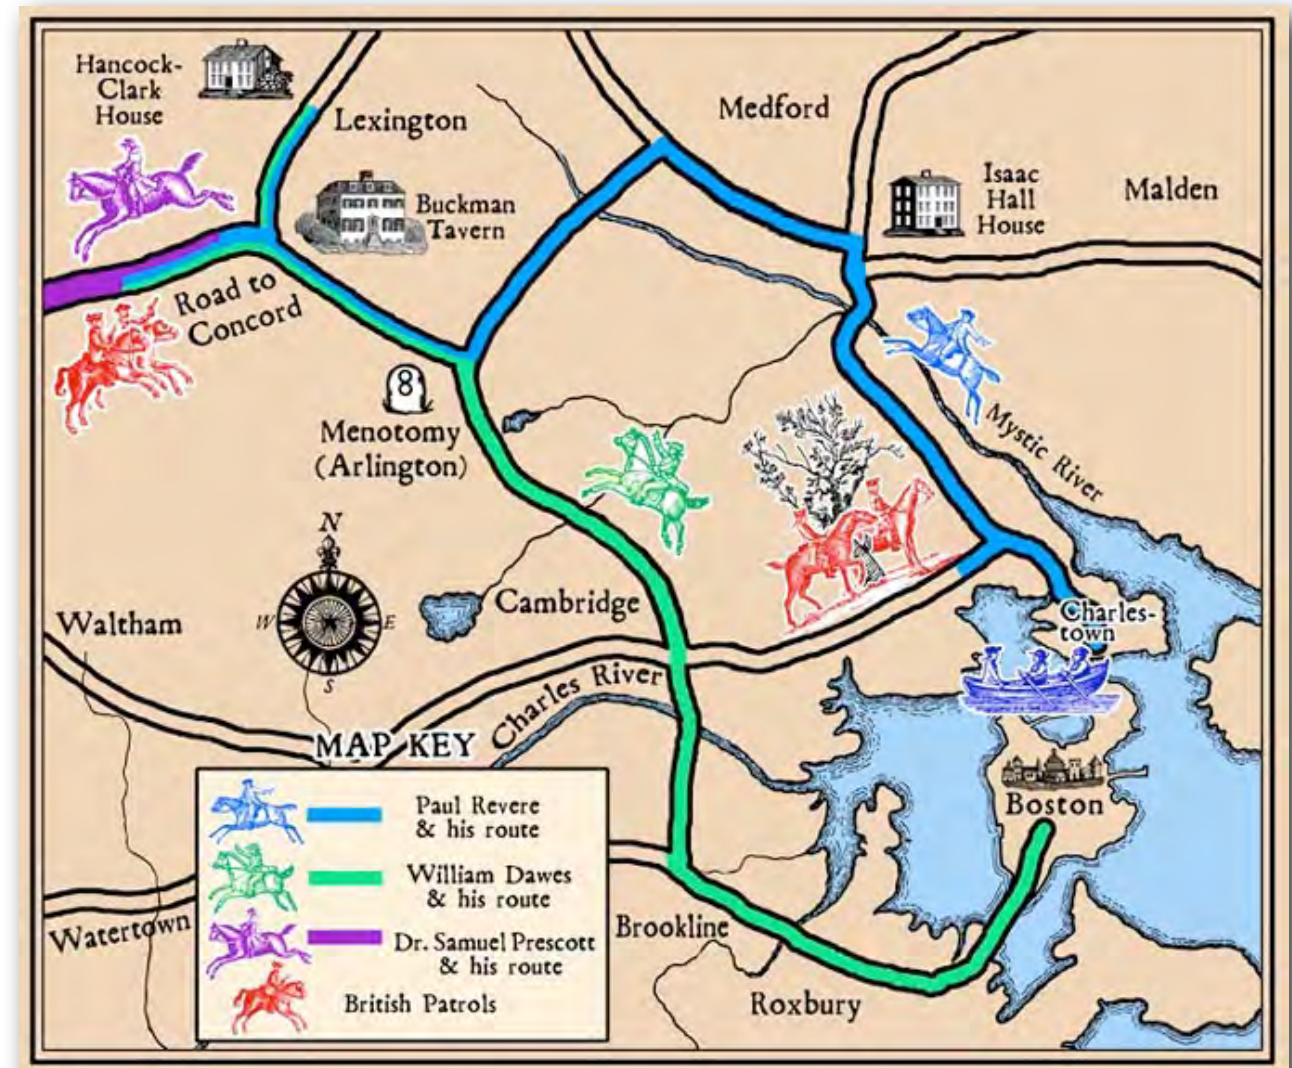 Hancock-
Clark
House
Lexington
Medford
Isaac
Hall
House
Malden
Buckman
Tavern
Road to
Concord
8
Menotomy
(Arlington)
Mystic River
N
W
E
S
Cambridge
Waltham
Charles-
town
Charles River
Boston
MAP KEY
Paul Revere
& his route
William Dawes
& his route
Dr. Samuel Prescott
& his route
British Patrols
Watertown
Brookline
Roxbury